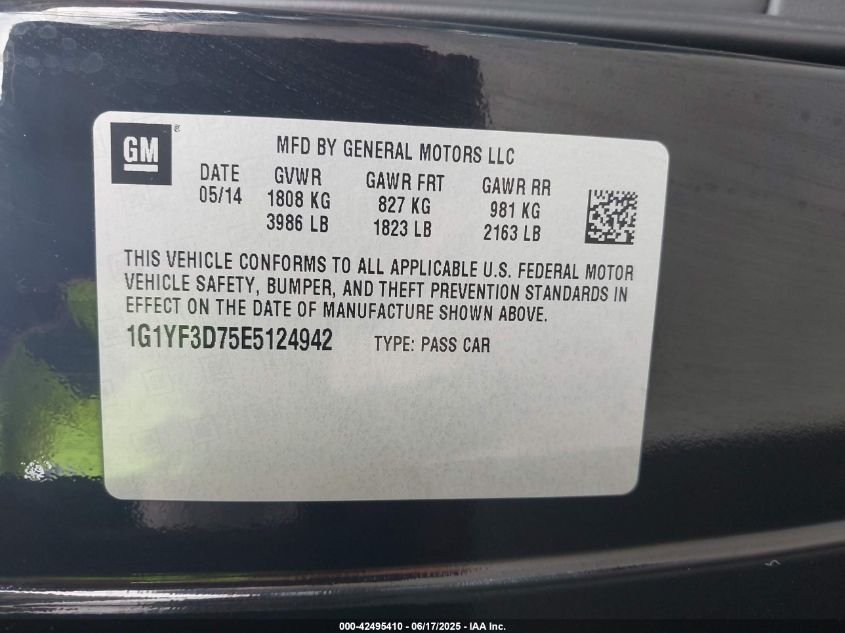 GM ®
MFD BY GENERAL MOTORS LLC
DATE GVWR GAWR FRT GAWR RR
05/14 1808 KG 827 KG 981 KG
3986 LB 1823 LB 2163 LB
THIS VEHICLE CONFORMS TO ALL APPLICABLE U.S. FEDERAL MOTOR
VEHICLE SAFETY, BUMPER, AND THEFT PREVENTION STANDARDS IN
EFFECT ON THE DATE OF MANUFACTURE SHOWN ABOVE.
1G1YF3D75E5124942 TYPE: PASS CAR
000-42495410 - 06/17/2025 - IAA Inc.